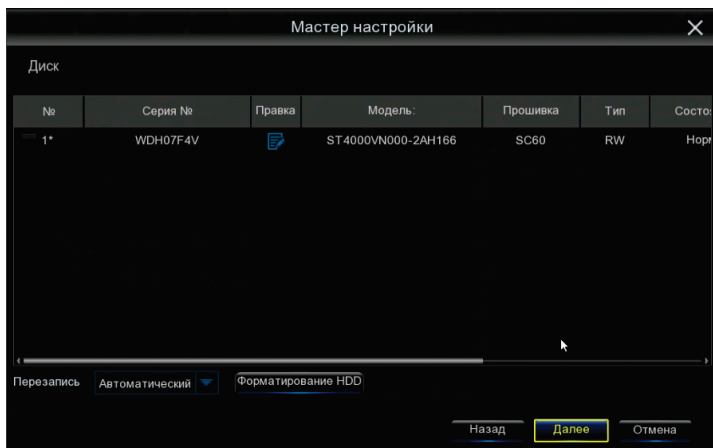 Мастер настройки
Диск
№ Серия № Правка Модель: Прошивка Тип
1* WDH07F4V ST4000VN000-2AH166 SC60 RW
Перезапись Автоматический Форматирование HDD
Назад Далее Отмена